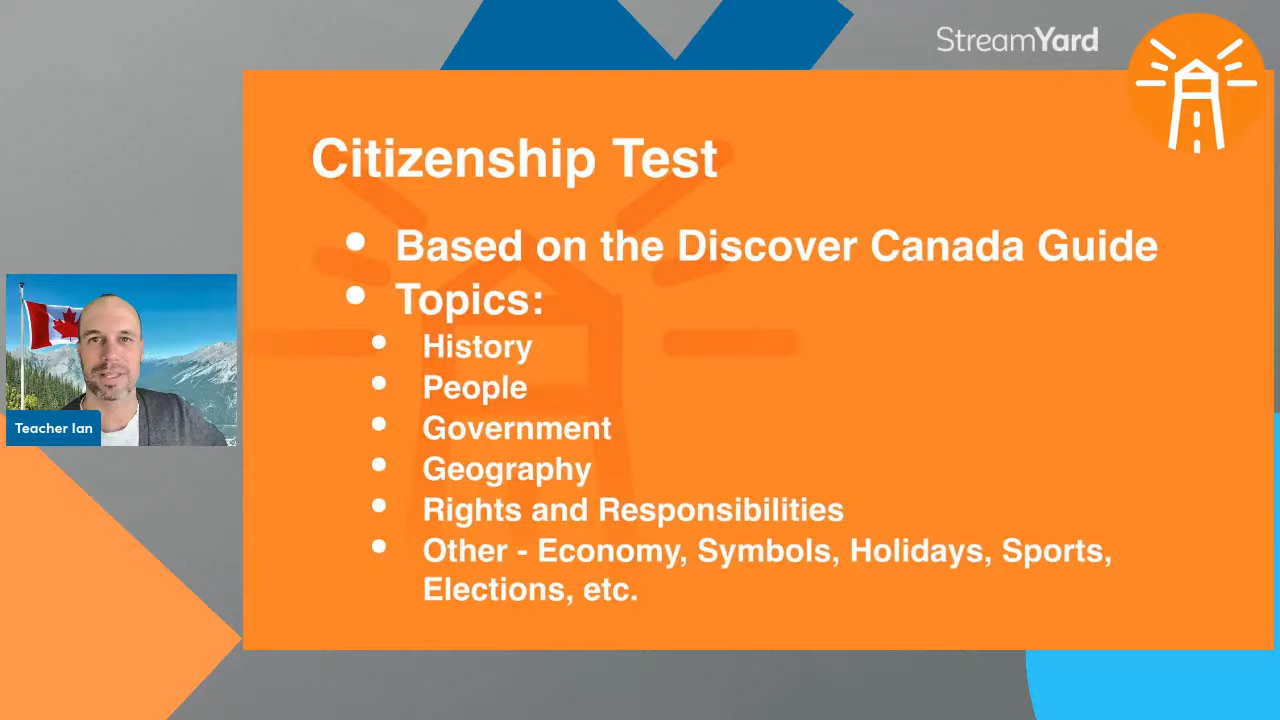 StreamYard
Citizenship Test
• Based on the Discover Canada Guide
• Topics:
• History
• People
• Government
• Geography
• Rights and Responsibilities
• Other - Economy, Symbols, Holidays, Sports,
Elections, etc.
Teacher Ian